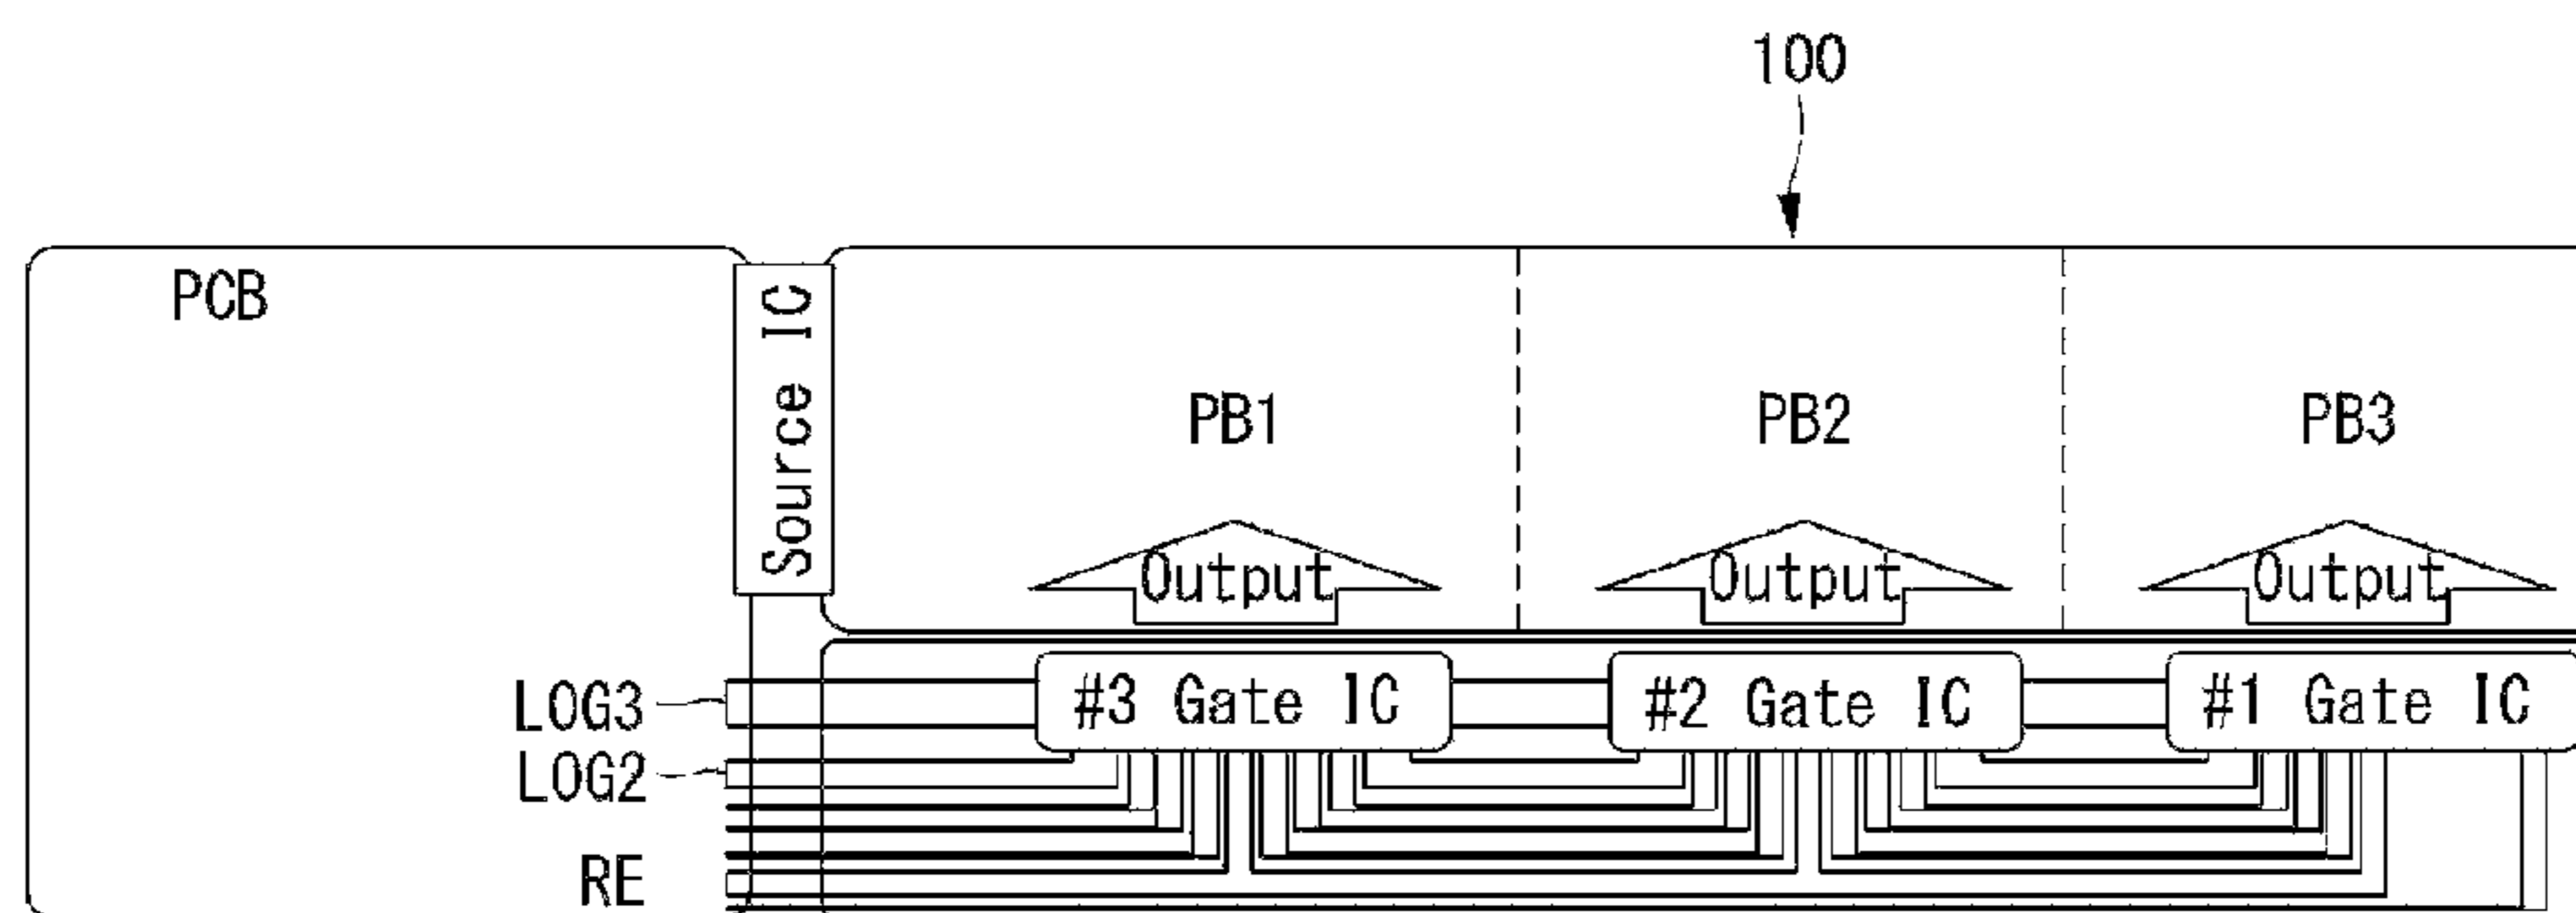 100
PCB
Source IC
PB1
PB2
PB3
Output
Output
Output
LOG3
#3 Gate IC
#2 Gate IC
#1 Gate IC
LOG2
RE